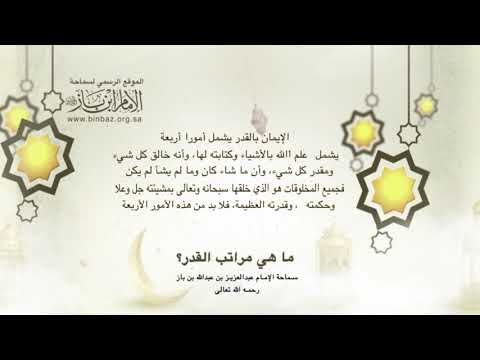 الموقع الرسمي لسماحة
الإمام ابن باز
www.binbaz.org.sa
الإيمان بالقدر يشمل أمورا أربعة
يشمل علم االله بالأشياء وكتابته لها، وأنه خالق كل شيء
ومقدر كل شيء، وأن ما شاء كان وما لم يشأ لم يكن
فجميع المخلوقات هو الذي خلقها سبحانه وتعالى بمشيئته جل وعلا
وحكمته ، وقدرته العظيمة، فلا بد من هذه الأمور الأربعة
ما هي مراتب القدر؟
سماحة الإمام عبدالعزيز بن عبدالله بن باز
رحمه الله تعالى